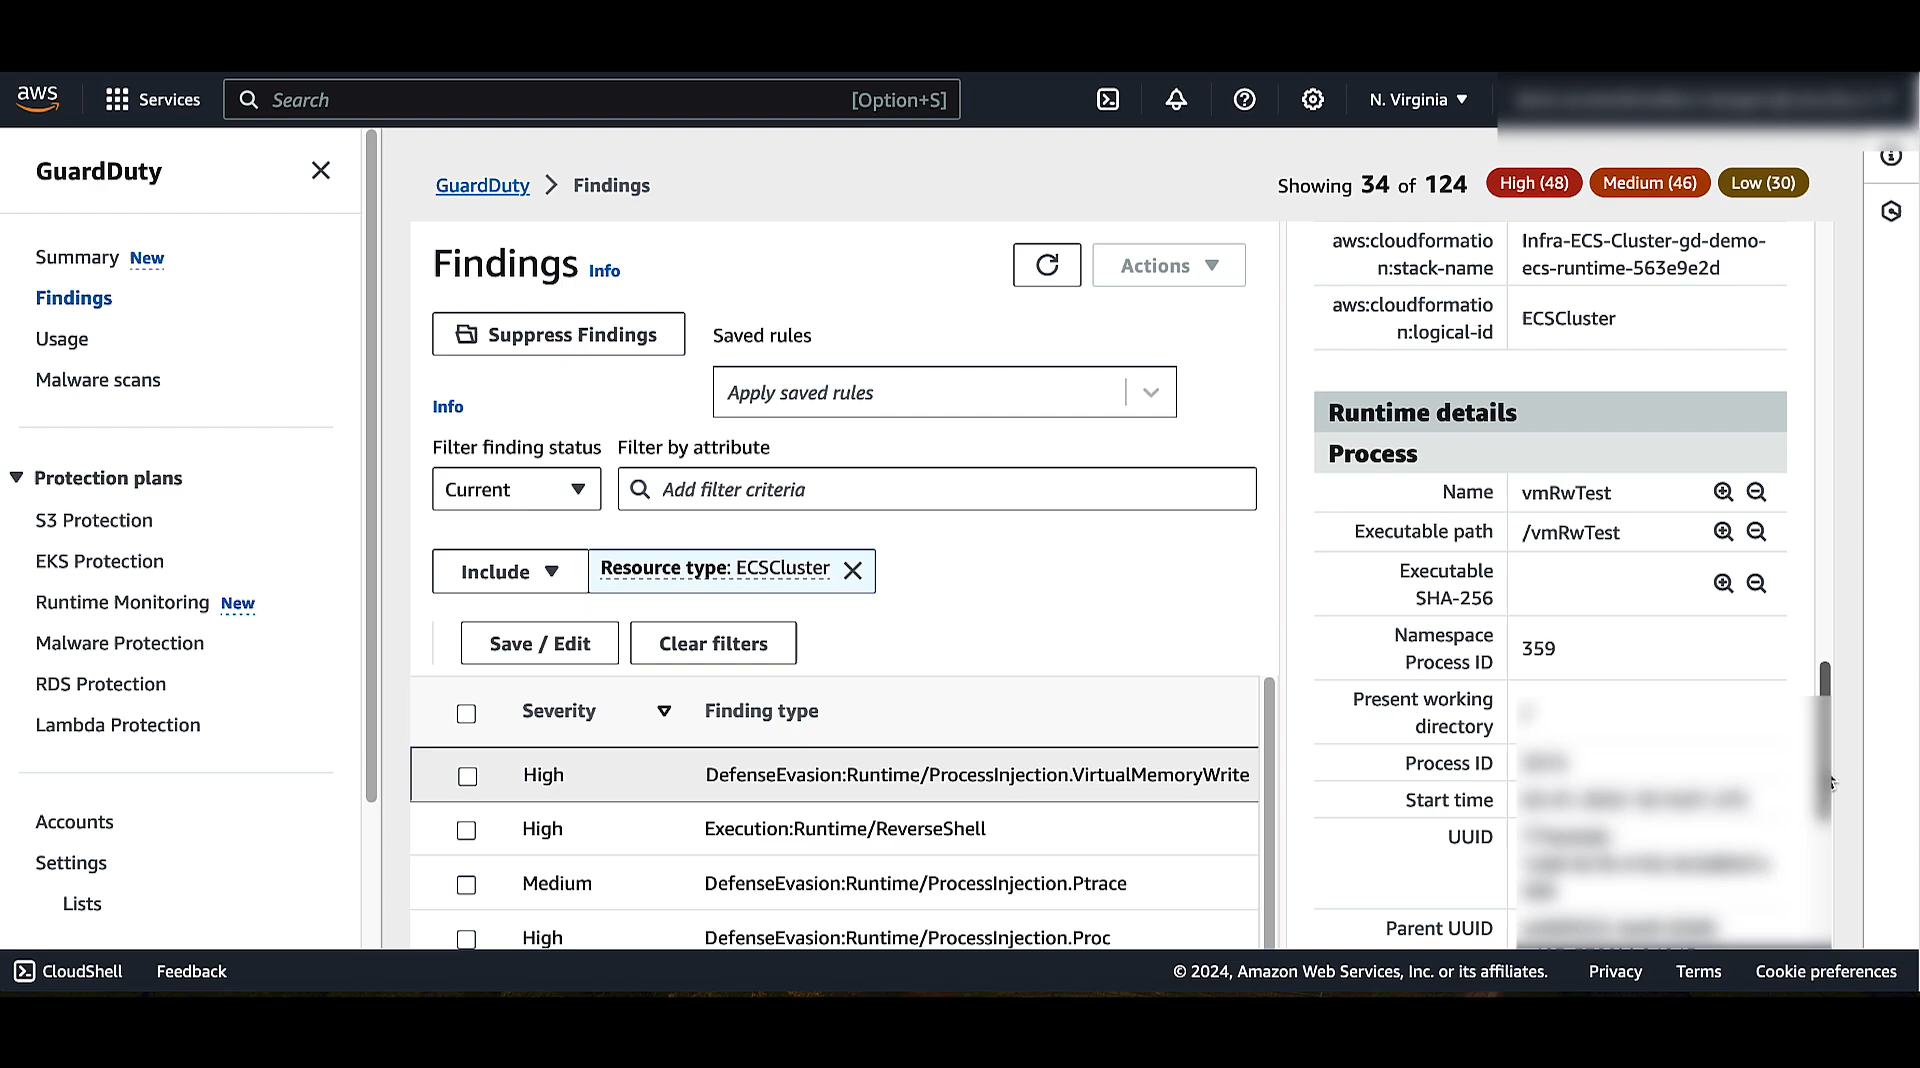 aws
Services
Search
[Option+S]
N. Virginia
GuardDuty
Summary New
Findings
Usage
Malware scans
Protection plans
S3 Protection
EKS Protection
Runtime Monitoring New
Malware Protection
RDS Protection
Lambda Protection
Accounts
Settings
Lists
GuardDuty > Findings
Showing 34 of 124
High (48)
Medium (46)
Low (30)
Findings Info
Actions
Suppress Findings
Info
Saved rules
Apply saved rules
Filter finding status
Current
Filter by attribute
Add filter criteria
Include
Resource type: ECSCluster
Save / Edit
Clear filters
Severity Finding type
High DefenseEvasion:Runtime/ProcessInjection.VirtualMemoryWrite
High Execution:Runtime/ReverseShell
Medium DefenseEvasion:Runtime/ProcessInjection.Ptrace
High DefenseEvasion:Runtime/ProcessInjection.Proc
aws:cloudformatio Infra-ECS-Cluster-gd-demo-
n:stack-name ecs-runtime-563e9e2d
aws:cloudformatio
n:logical-id
ECSCluster
Runtime details
Process
Name vmRwTest
Executable path /vmRwTest
Executable
SHA-256
Namespace
Process ID
359
Present working
directory
Process ID
Start time
UUID
Parent UUID
CloudShell
Feedback
© 2024, Amazon Web Services, Inc. or its affiliates.
Privacy
Terms
Cookie preferences